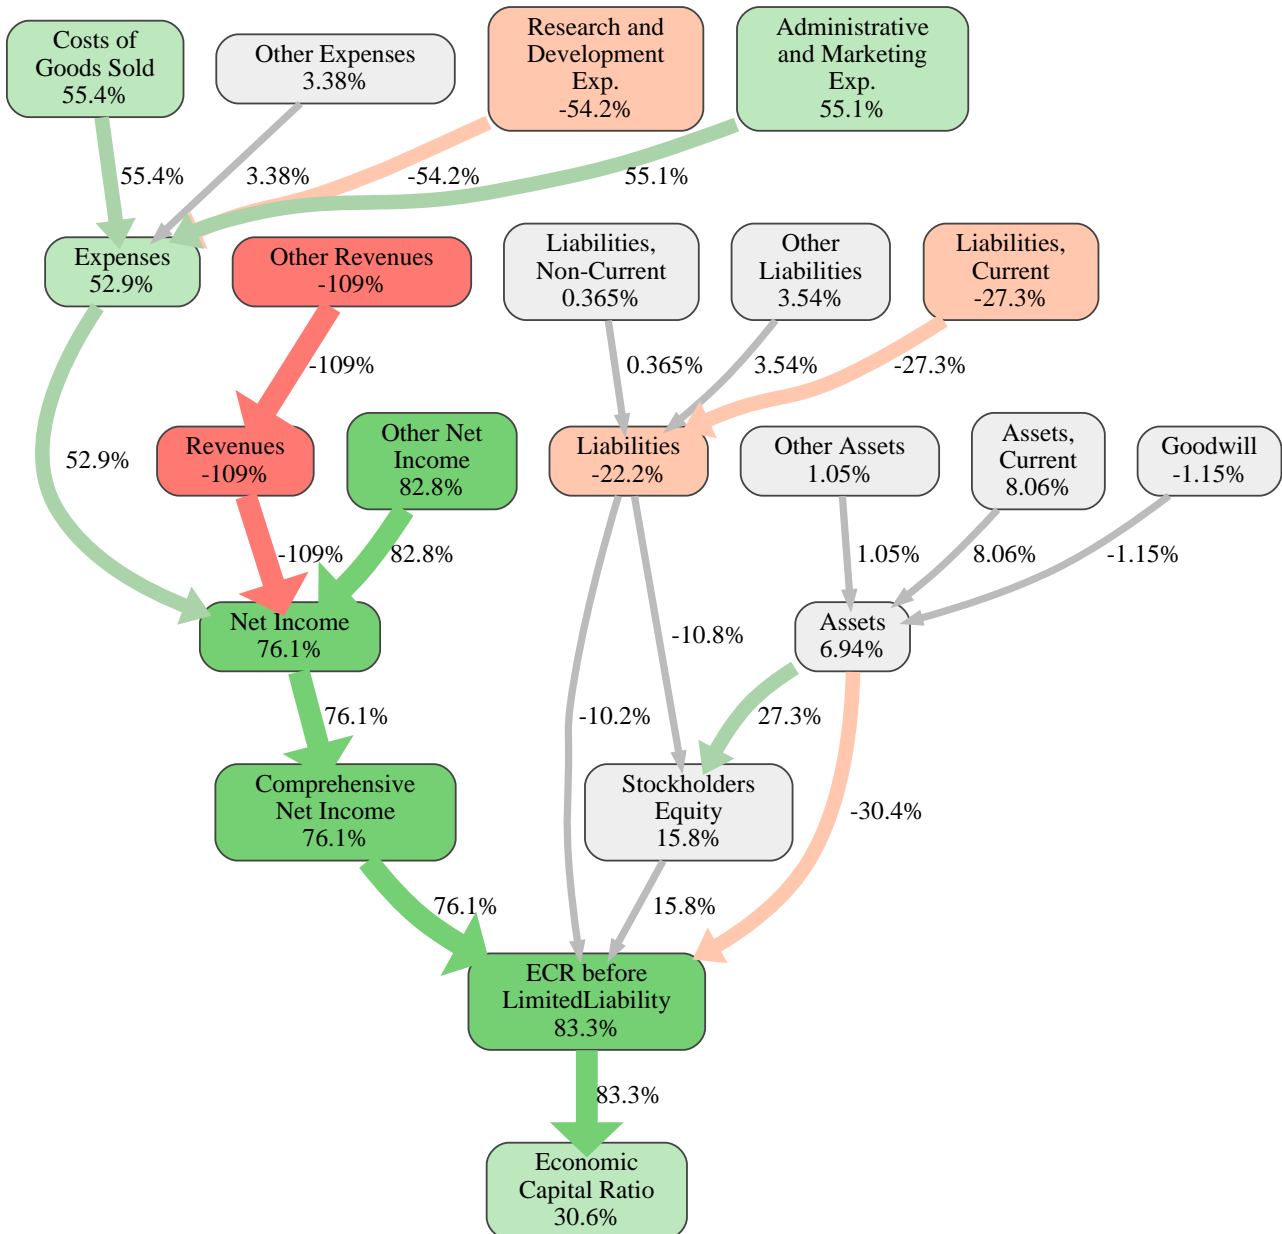 Costs of
Goods Sold
55.4%
Other Expenses
3.38%
Research and
Development
Exp.
-54.2%
Administrative
and Marketing
Exp.
55.1%
55.4%
3.38%
-54.2%
55.1%
Expenses
52.9%
Other Revenues
-109%
Liabilities,
Non-Current
0.365%
Other
Liabilities
3.54%
Liabilities,
Current
-27.3%
-109%
0.365%
3.54%
-27.3%
52.9%
Revenues
-109%
Other Net
Income
82.8%
Liabilities
-22.2%
Other Assets
1.05%
Assets,
Current
8.06%
Goodwill
-1.15%
-109%
82.8%
1.05%
8.06%
-1.15%
Net Income
76.1%
-10.8%
Assets
6.94%
76.1%
-10.2%
27.3%
Comprehensive
Net Income
76.1%
Stockholders
Equity
15.8%
-30.4%
76.1%
15.8%
ECR before
LimitedLiability
83.3%
83.3%
Economic
Capital Ratio
30.6%